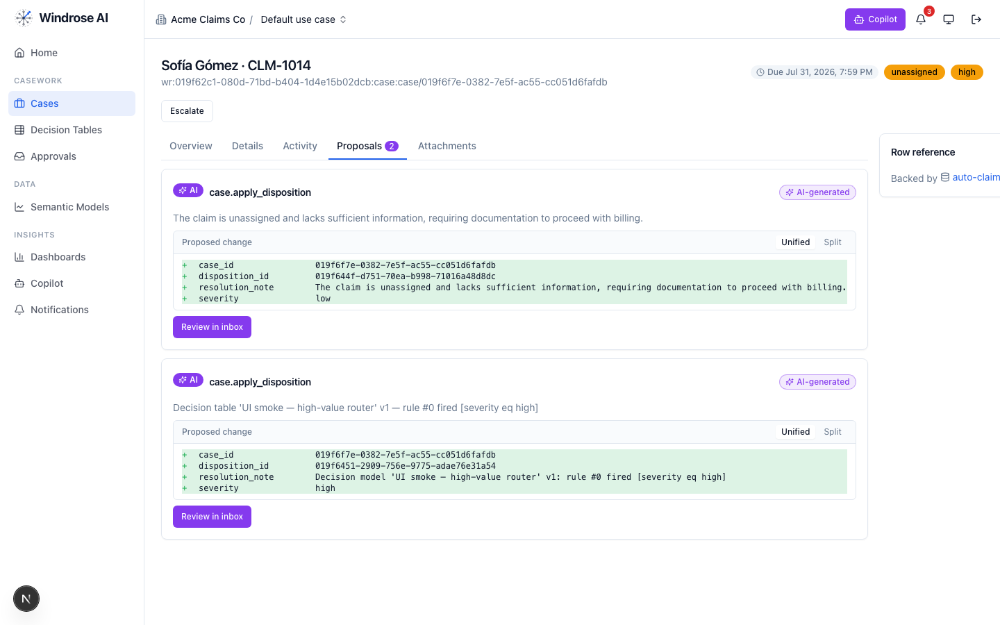 Windrose AI
Acme Claims Co / Default use case
Copilot
3
Home
CASEWORK
Cases
Decision Tables
Approvals
DATA
Semantic Models
INSIGHTS
Dashboards
Copilot
Notifications
N
Sofía Gómez · CLM-1014
wr:019f62c1-080d-71bd-b404-1d4e15b02dcb:case:case/019f6f7e-0382-7e5f-ac55-cc051d6fafdb
Due Jul 31, 2026, 7:59 PM
unassigned
high
Escalate
Overview
Details
Activity
Proposals 2
Attachments
Row reference
Backed by auto-claim
AI case.apply_disposition
AI-generated
The claim is unassigned and lacks sufficient information, requiring documentation to proceed with billing.
Proposed change
Unified Split
+ case_id 019f6f7e-0382-7e5f-ac55-cc051d6fafdb
+ disposition_id 019f644f-d751-70ea-b998-71016a48d8dc
+ resolution_note The claim is unassigned and lacks sufficient information, requiring documentation to proceed with billing.
+ severity low
Review in inbox
AI case.apply_disposition
AI-generated
Decision table 'UI smoke — high-value router' v1 — rule #0 fired [severity eq high]
Proposed change
Unified Split
+ case_id 019f6f7e-0382-7e5f-ac55-cc051d6fafdb
+ disposition_id 019f6451-2909-756e-9775-adae76e31a54
+ resolution_note Decision model 'UI smoke — high-value router' v1: rule #0 fired [severity eq high]
+ severity high
Review in inbox